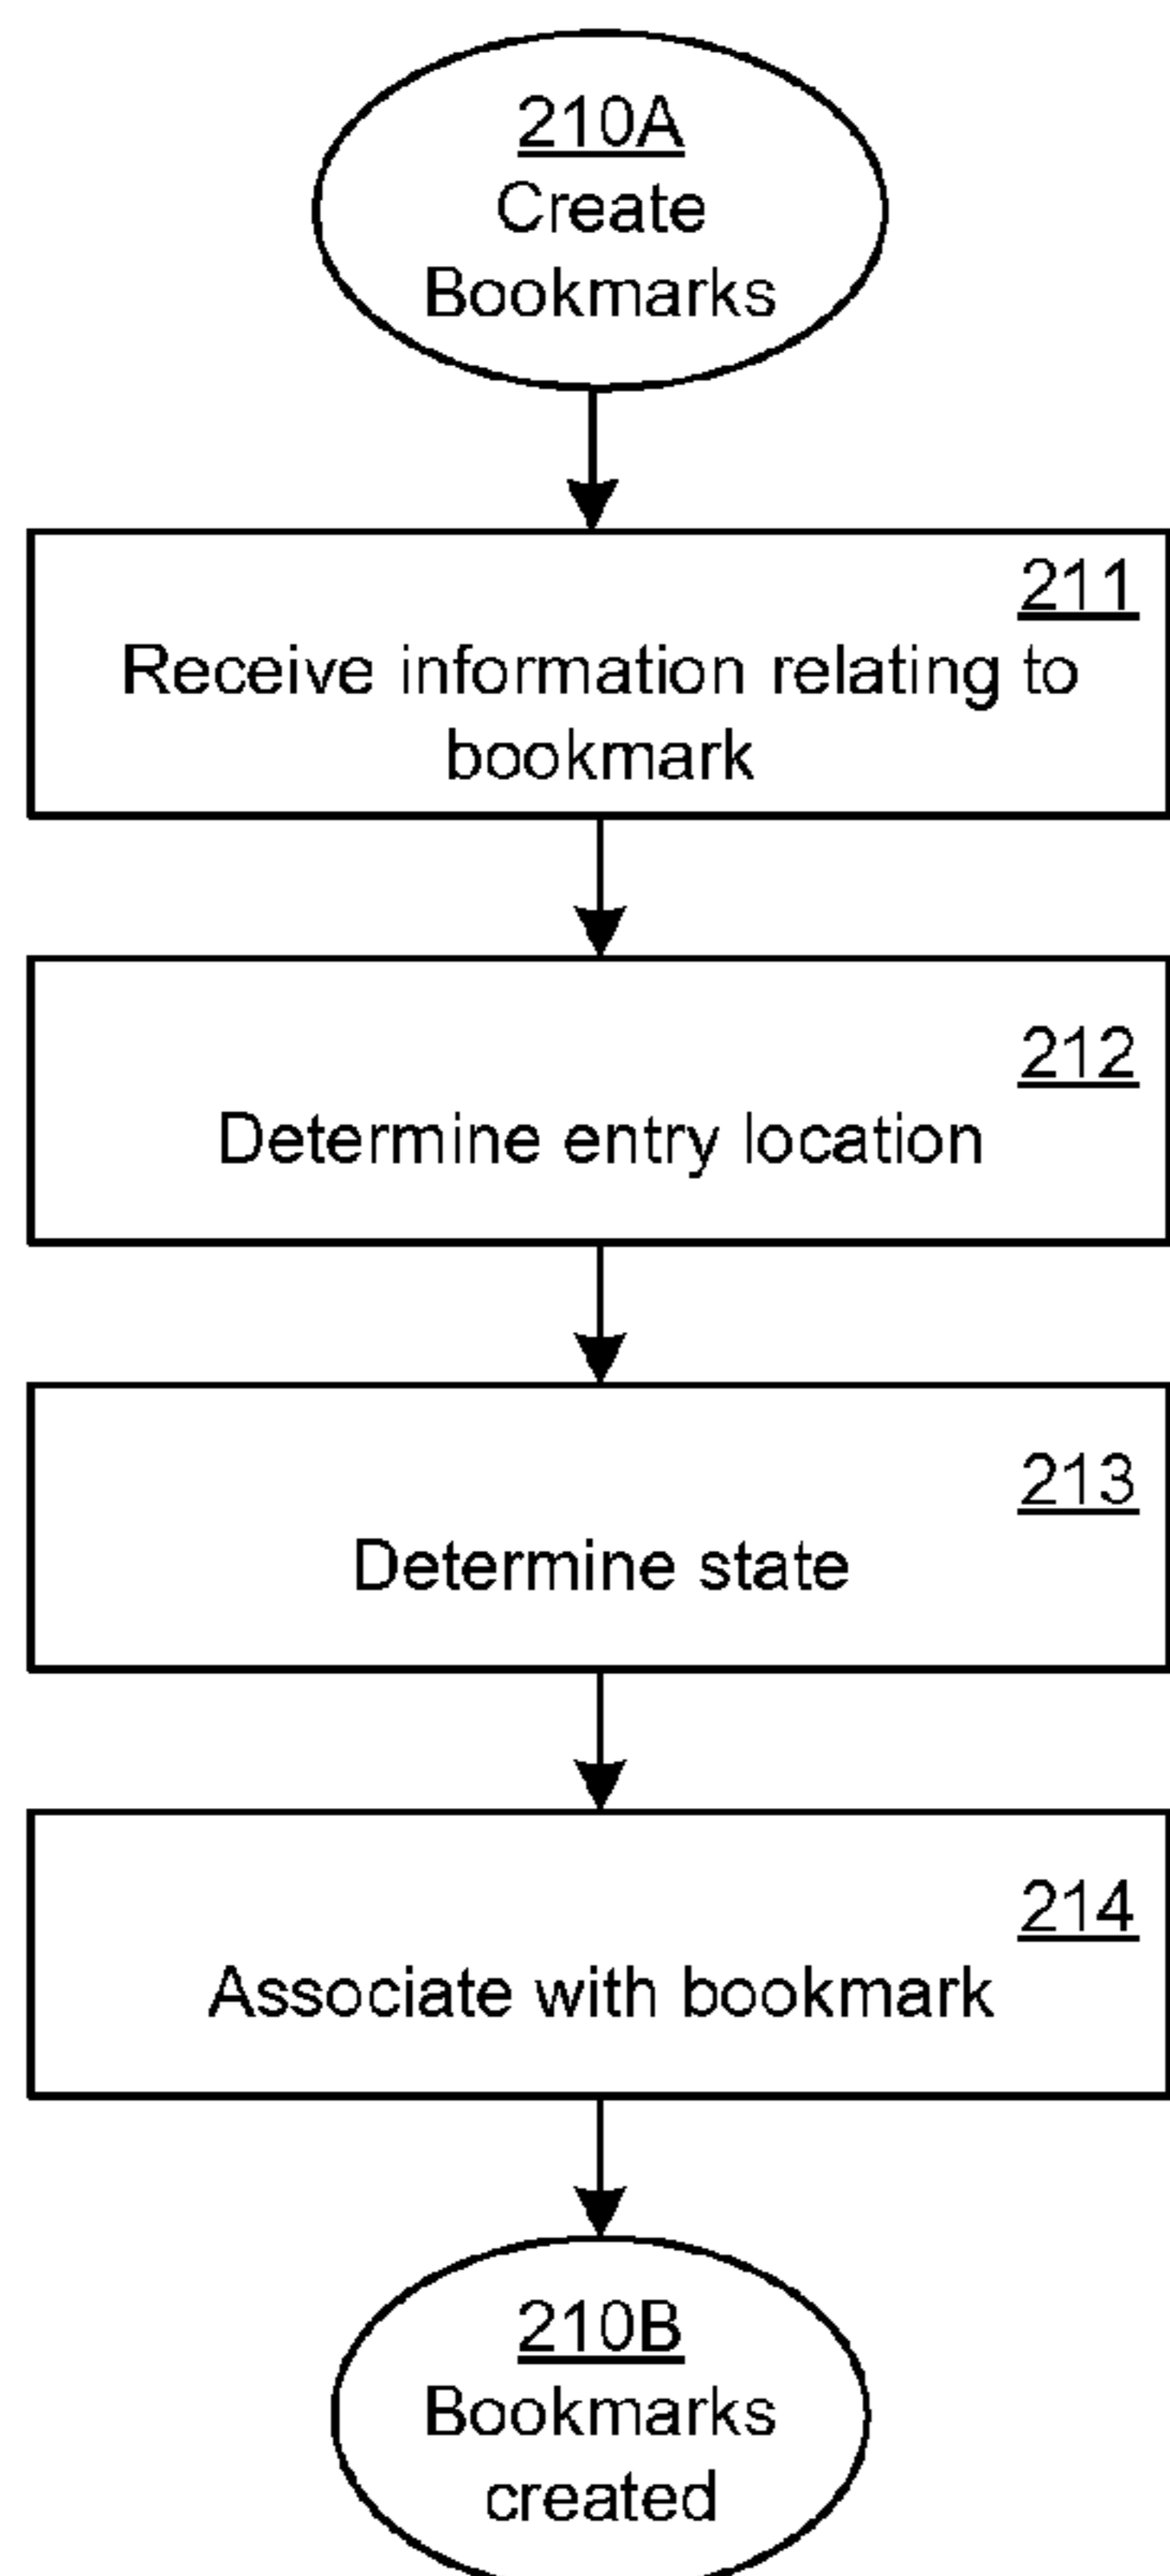 210A
Create
Bookmarks
211
Receive information relating to
bookmark
212
Determine entry location
213
Determine state
214
Associate with bookmark
210B
Bookmarks
created